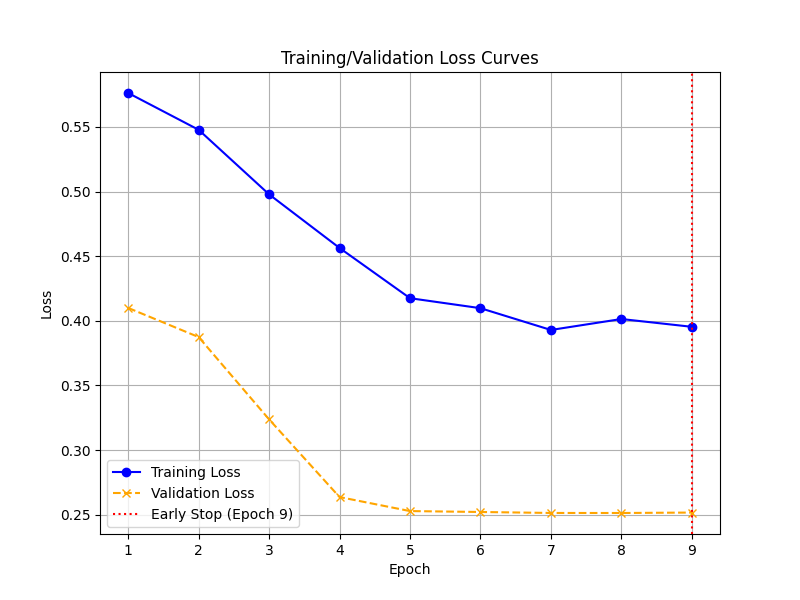 Training/Validation Loss Curves
Loss
0.55
0.50
0.45
0.40
0.35
0.30
0.25
Training Loss
Validation Loss
Early Stop (Epoch 9)
1 2 3 4 5 6 7 8 9
Epoch